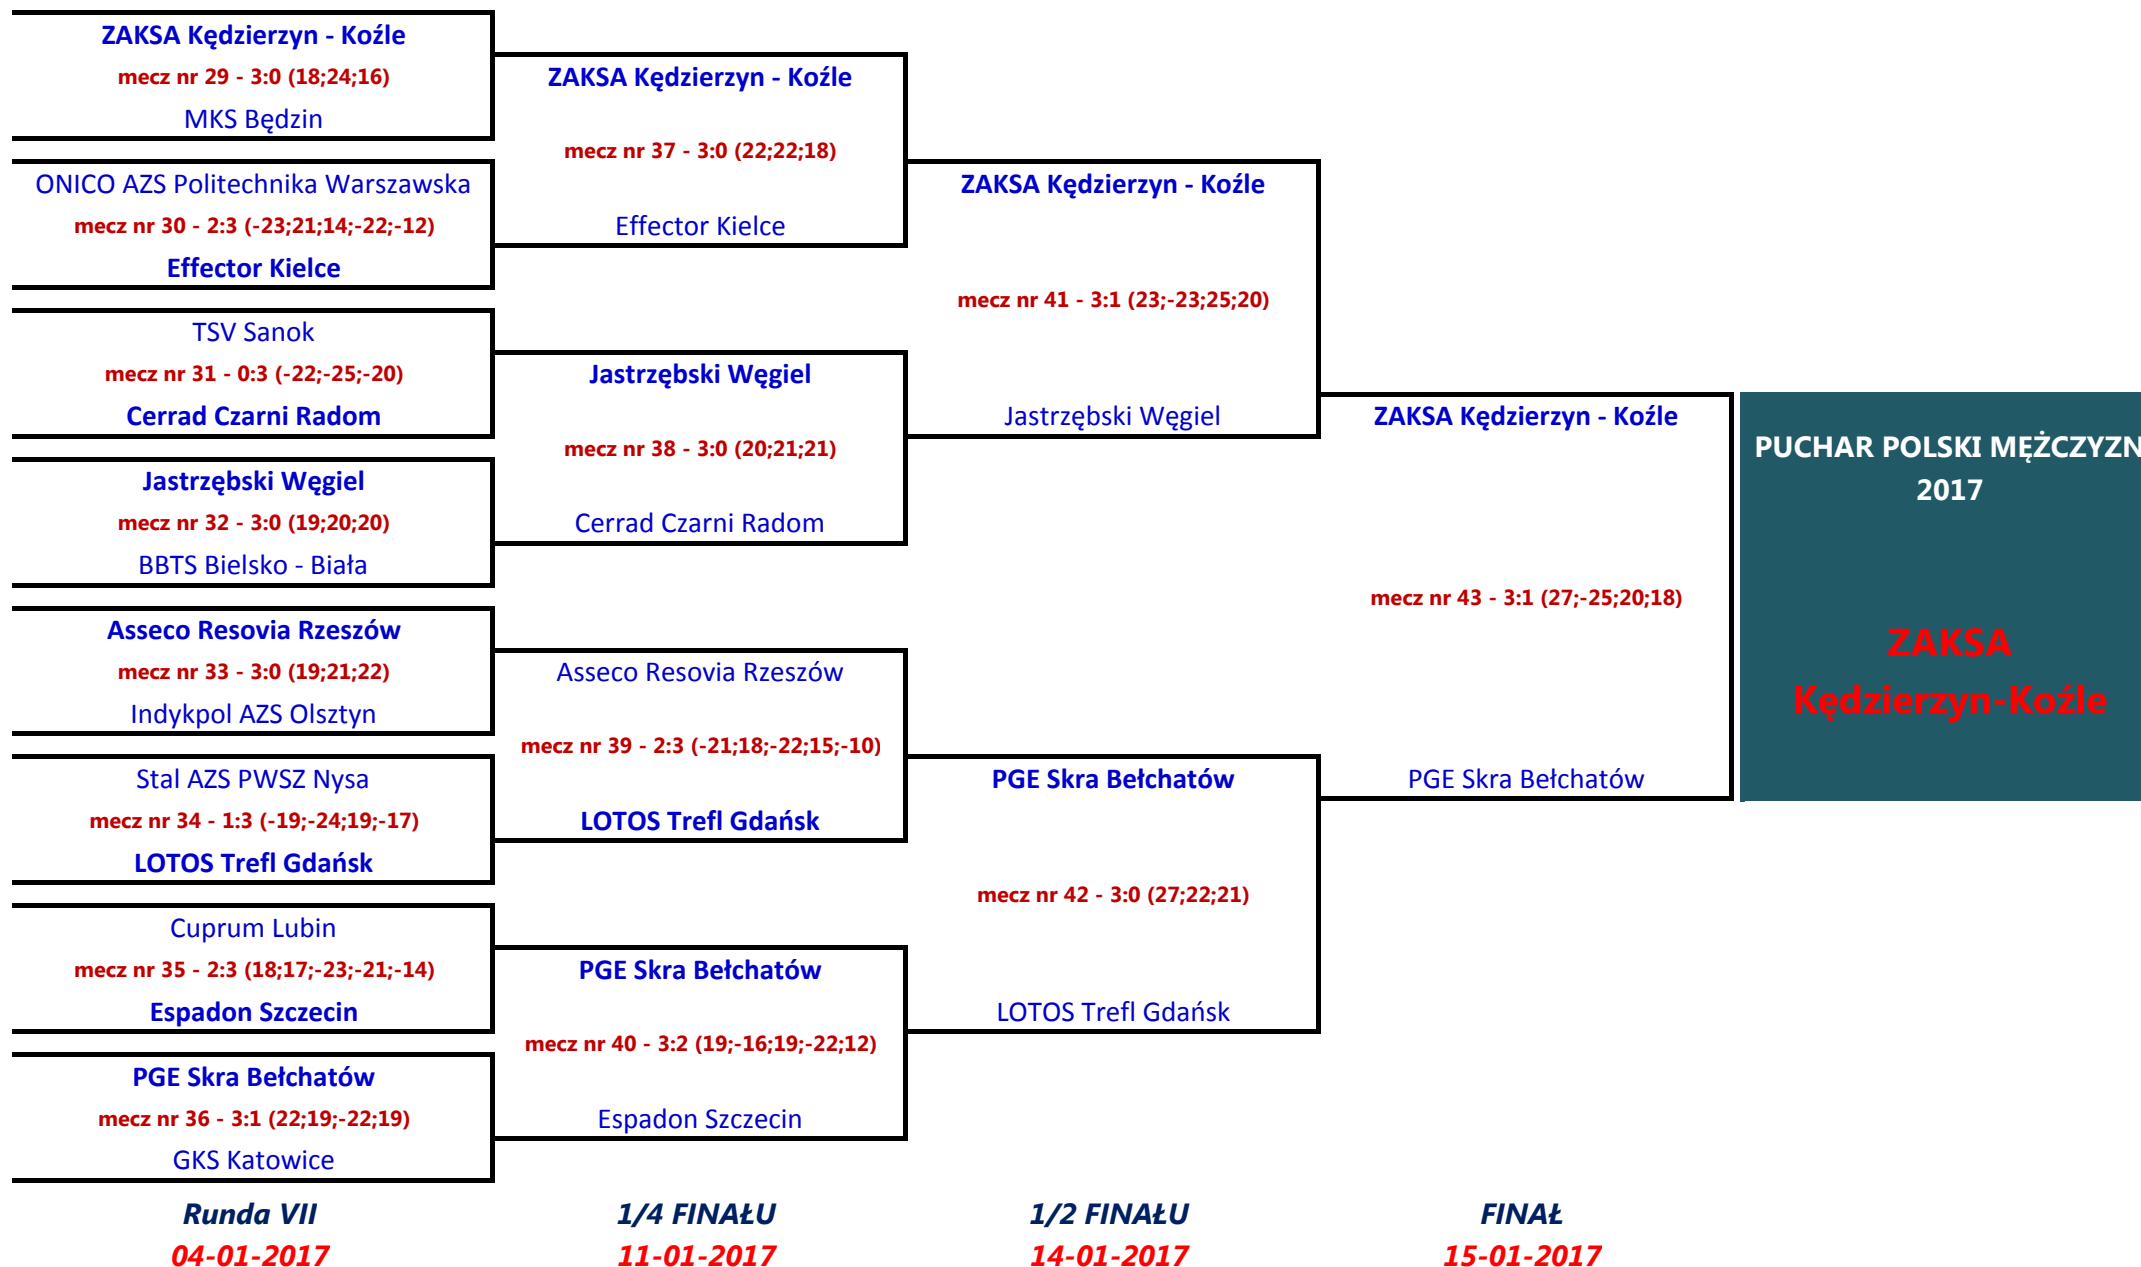 ZAKSA Kędzierzyn - Koźle
mecz nr 29 - 3:0 (18;24;16)
MKS Będzin
ONICO AZS Politechnika Warszawska
mecz nr 30 - 2:3 (-23;21;14;-22;-12)
Effector Kielce
TSV Sanok
mecz nr 31 - 0:3 (-22;-25;-20)
Cerrad Czarni Radom
Jastrzębski Węgiel
mecz nr 32 - 3:0 (19;20;20)
BBTS Bielsko - Biała
Asseco Resovia Rzeszów
mecz nr 33 - 3:0 (19;21;22)
Indykpol AZS Olsztyn
Stal AZS PWSZ Nysa
mecz nr 34 - 1:3 (-19;-24;19;-17)
LOTOS Trefl Gdańsk
Cuprum Lubin
mecz nr 35 - 2:3 (18;17;-23;-21;-14)
Espadon Szczecin
PGE Skra Bełchatów
mecz nr 36 - 3:1 (22;19;-22;19)
GKS Katowice
Runda VII
04-01-2017
ZAKSA Kędzierzyn - Koźle
mecz nr 37 - 3:0 (22;22;18)
Effector Kielce
Jastrzębski Węgiel
mecz nr 38 - 3:0 (20;21;21)
Cerrad Czarni Radom
Asseco Resovia Rzeszów
mecz nr 39 - 2:3 (-21;18;-22;15;-10)
LOTOS Trefl Gdańsk
PGE Skra Bełchatów
mecz nr 40 - 3:2 (19;-16;19;-22;12)
Espadon Szczecin
1/4 FINAŁU
11-01-2017
ZAKSA Kędzierzyn - Koźle
mecz nr 41 - 3:1 (23;-23;25;20)
Jastrzębski Węgiel
PGE Skra Bełchatów
mecz nr 42 - 3:0 (27;22;21)
LOTOS Trefl Gdańsk
1/2 FINAŁU
14-01-2017
ZAKSA Kędzierzyn - Koźle
mecz nr 43 - 3:1 (27;-25;20;18)
PGE Skra Bełchatów
FINAŁ
15-01-2017
PUCHAR POLSKI MĘŻCZYZN
2017
ZAKSA
Kędzierzyn-Koźle